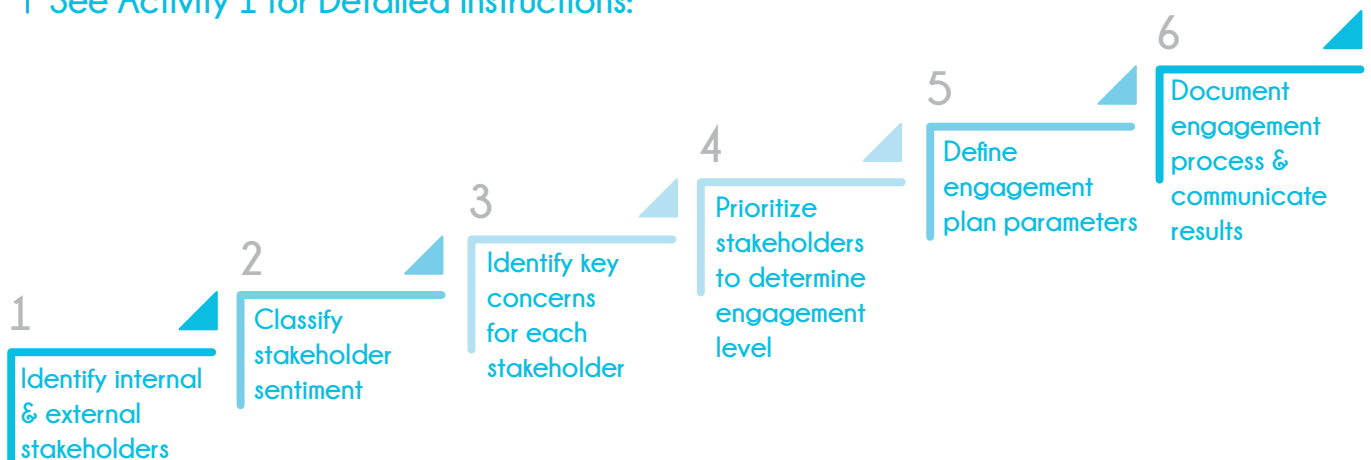 See Activity 1 for Detailed Instructions:
1
Identify internal
& external
stakeholders
2
Classify
stakeholder
sentiment
3
Identify key
concerns
for each
stakeholder
4
Prioritize
stakeholders
to determine
engagement
level
5
Define
engagement
plan parameters
6
Document
engagement
process &
communicate
results